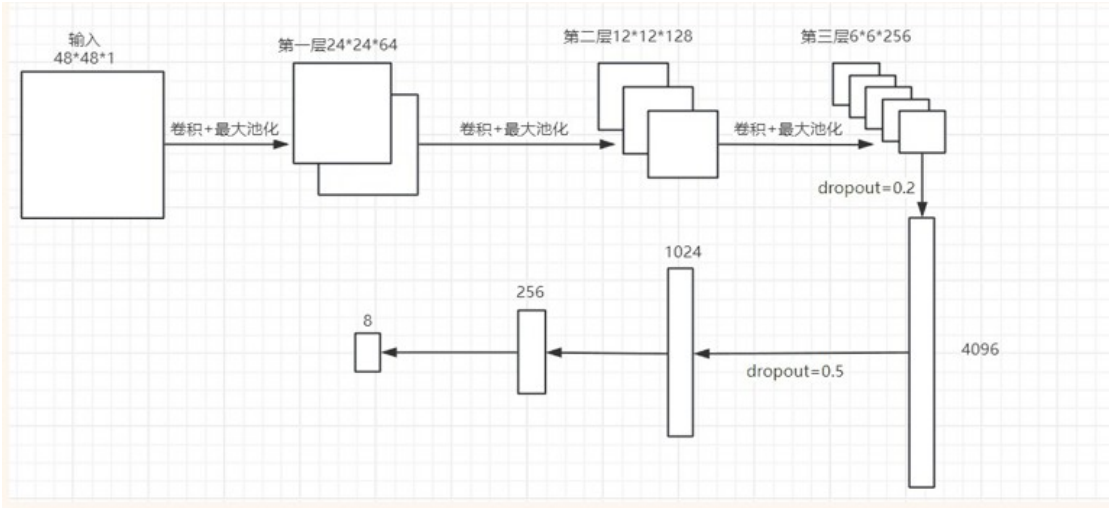 输入
48*48*1
第一层24*24*64
第二层12*12*128
第三层6*6*256
卷积+最大池化
卷积+最大池化
卷积+最大池化
dropout=0.2
1024
256
8
4096
dropout=0.5